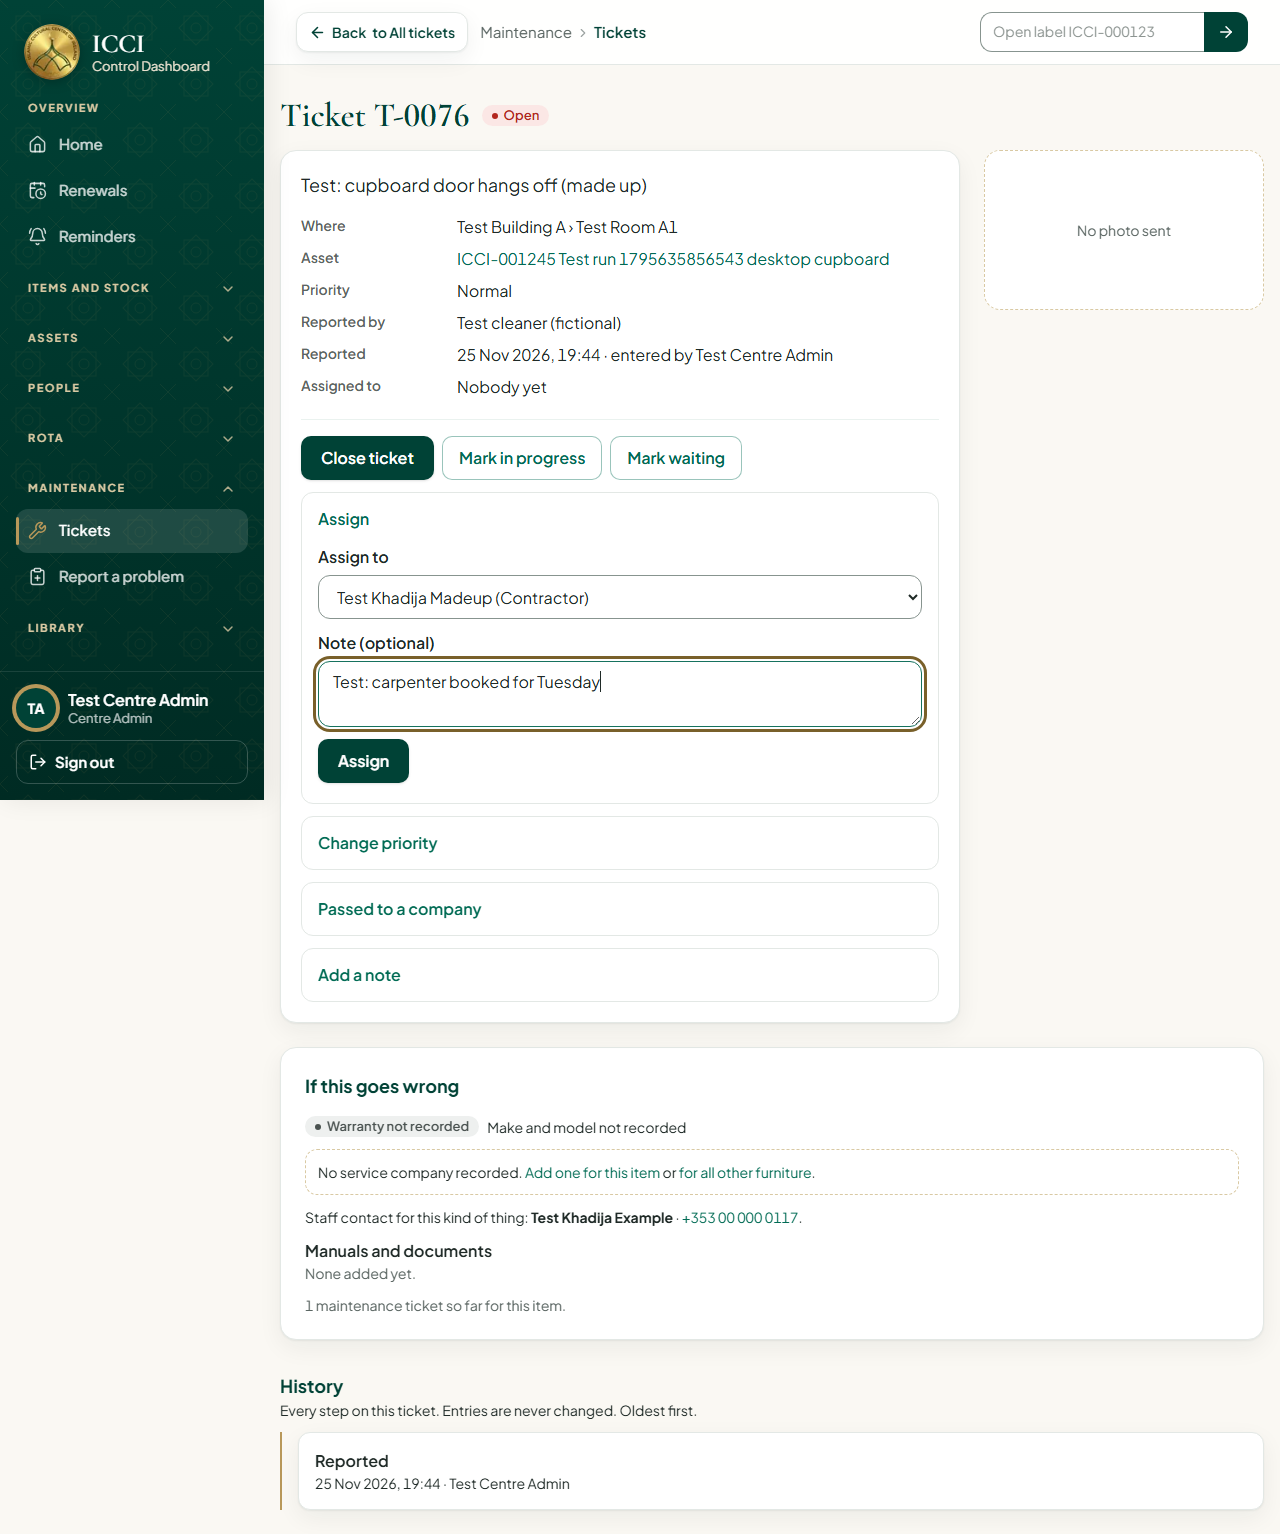 ICCI
Control Dashboard
OVERVIEW
Home
Renewals
Reminders
ITEMS AND STOCK
ASSETS
PEOPLE
ROTA
MAINTENANCE
Tickets
Report a problem
LIBRARY
TA
Test Centre Admin
Centre Admin
Sign out
Back to All tickets
Maintenance › Tickets
Open label ICCI-000123
Ticket T-0076
Open
Test: cupboard door hangs off (made up)
Where Test Building A › Test Room A1
Asset ICCI-001245 Test run 1795635856543 desktop cupboard
Priority Normal
Reported by Test cleaner (fictional)
Reported 25 Nov 2026, 19:44 · entered by Test Centre Admin
Assigned to Nobody yet
Close ticket
Mark in progress
Mark waiting
Assign
Assign to
Test Khadija Madeup (Contractor)
Note (optional)
Test: carpenter booked for Tuesday
Assign
Change priority
Passed to a company
Add a note
No photo sent
If this goes wrong
Warranty not recorded Make and model not recorded
No service company recorded. Add one for this item or for all other furniture.
Staff contact for this kind of thing: Test Khadija Example · +353 00 000 0117.
Manuals and documents
None added yet.
1 maintenance ticket so far for this item.
History
Every step on this ticket. Entries are never changed. Oldest first.
Reported
25 Nov 2026, 19:44 · Test Centre Admin